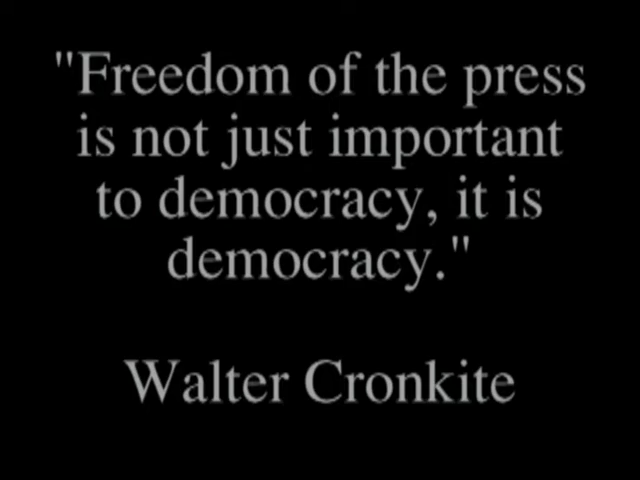 "Freedom of the press
is not just important
to democracy, it is
democracy."
Walter Cronkite